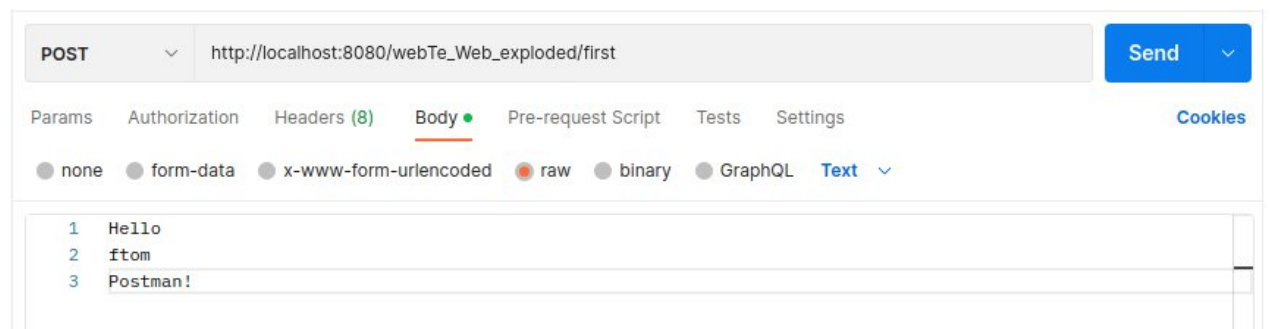 POST http://localhost:8080/webTe_Web_exploded/first Send
Params Authorization Headers (8) Body Pre-request Script Tests Settings Cookies
none form-data x-www-form-urlencoded raw binary GraphQL Text
1 Hello
2 ftom
3 Postman!